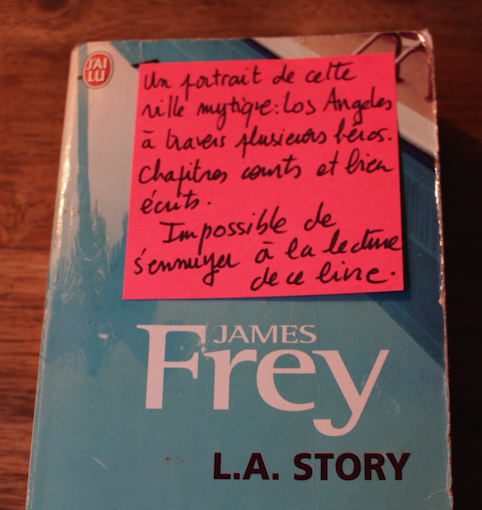 J'AI
LU
Un portrait de cette
ville mytique : Los Angeles
à travers plusieurs héros.
Chapitres courts et bien
écrits.
Impossible de
s'ennuyer à la lecture
de ce livre.
JAMES
Frey
L.A. STORY